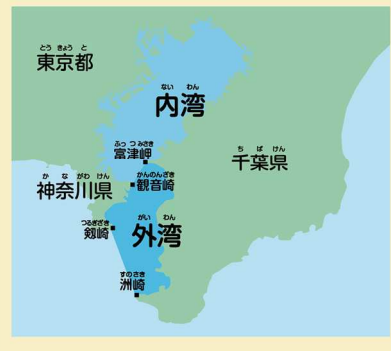 とうきょうと
東京都
ないわん
内湾
ふっつみさき
富津岬
ちばけん
千葉県
かながわけん
神奈川県
かんのんざき
観音崎
つるぎざき
剱崎
がいわん
外湾
すのさき
洲崎